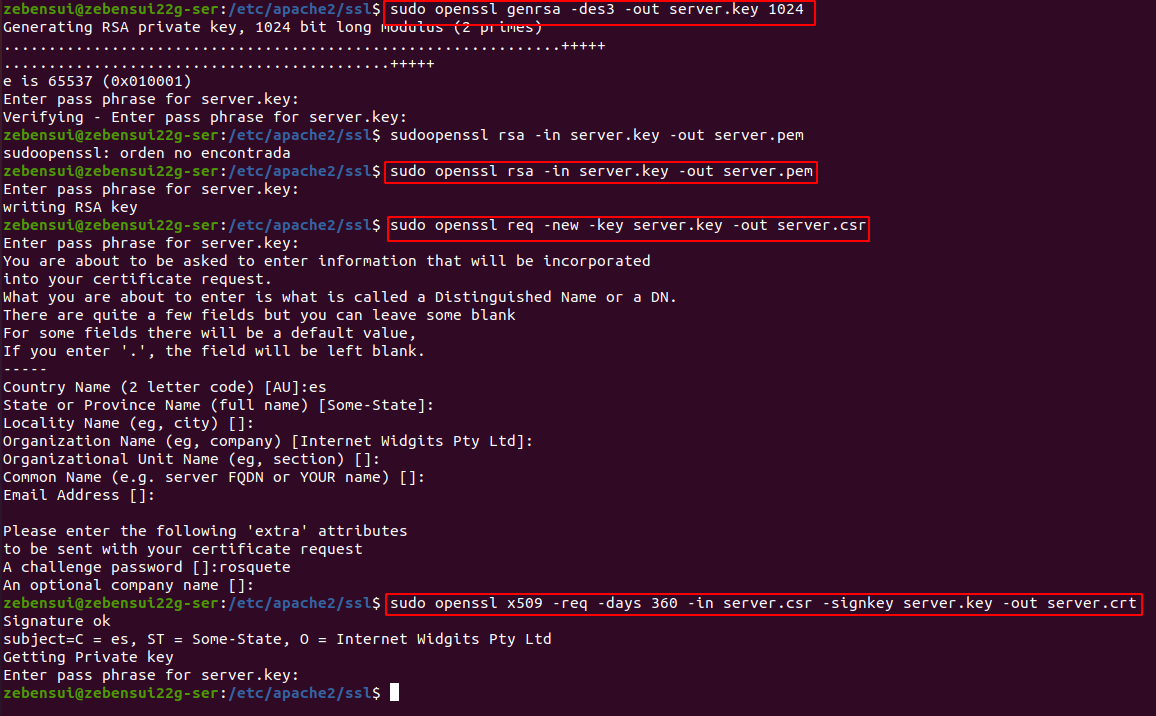 zebensui@zebensui22g-ser:/etc/apache2/ssl$ sudo openssl genrsa -des3 -out server.key 1024
Generating RSA private key, 1024 bit long modulus (2 primes)
..............................................................+++++
...........................................+++++
e is 65537 (0x010001)
Enter pass phrase for server.key:
Verifying - Enter pass phrase for server.key:
zebensui@zebensui22g-ser:/etc/apache2/ssl$ sudoopenssl rsa -in server.key -out server.pem
sudoopenssl: orden no encontrada
zebensui@zebensui22g-ser:/etc/apache2/ssl$ sudo openssl rsa -in server.key -out server.pem
Enter pass phrase for server.key:
writing RSA key
zebensui@zebensui22g-ser:/etc/apache2/ssl$ sudo openssl req -new -key server.key -out server.csr
Enter pass phrase for server.key:
You are about to be asked to enter information that will be incorporated
into your certificate request.
What you are about to enter is what is called a Distinguished Name or a DN.
There are quite a few fields but you can leave some blank
For some fields there will be a default value,
If you enter '.', the field will be left blank.
-----
Country Name (2 letter code) [AU]:es
State or Province Name (full name) [Some-State]:
Locality Name (eg, city) []:
Organization Name (eg, company) [Internet Widgits Pty Ltd]:
Organizational Unit Name (eg, section) []:
Common Name (e.g. server FQDN or YOUR name) []:
Email Address []:
Please enter the following 'extra' attributes
to be sent with your certificate request
A challenge password []:rosquete
An optional company name []:
zebensui@zebensui22g-ser:/etc/apache2/ssl$ sudo openssl x509 -req -days 360 -in server.csr -signkey server.key -out server.crt
Signature ok
subject=C = es, ST = Some-State, O = Internet Widgits Pty Ltd
Getting Private key
Enter pass phrase for server.key:
zebensui@zebensui22g-ser:/etc/apache2/ssl$